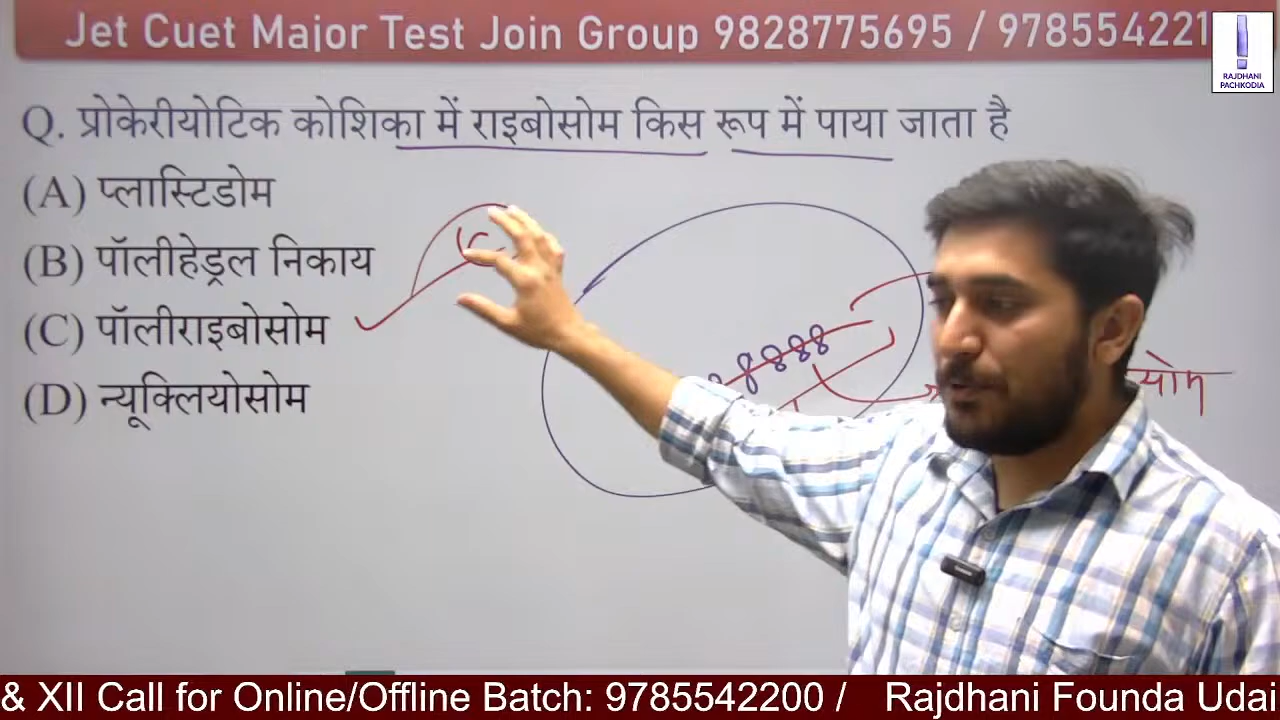 Jet Cuet Major Test Join Group 9828775695 / 978554221
RAJDHANI
PACHKODIA
Q. प्रोकेरीयोटिक कोशिका में राइबोसोम किस रूप में पाया जाता है
(A) प्लास्टिडोम
(B) पॉलीहेड्रल निकाय
(C) पॉलीराइबोसोम
(D) न्यूक्लियोसोम
& XII Call for Online/Offline Batch: 9785542200 / Rajdhani Founda Udai